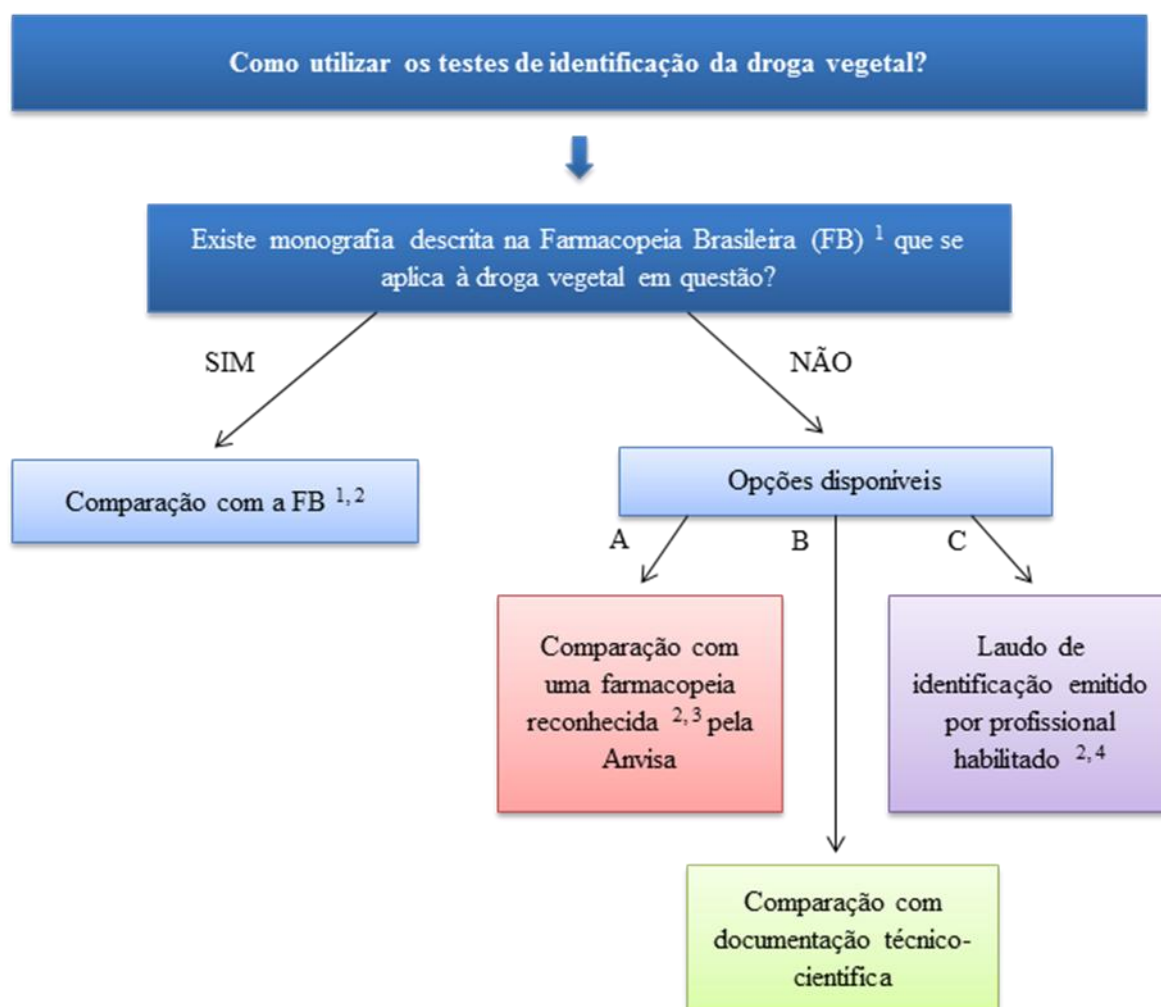 Como utilizar os testes de identificação da droga vegetal?
Existe monografia descrita na Farmacopeia Brasileira (FB) ¹ que se
aplica à droga vegetal em questão?
SIM
NÃO
Comparação com a FB ¹, ²
Opções disponíveis
A
B
C
Comparação com
uma farmacopeia
reconhecida ², ³ pela
Anvisa
Laudo de
identificação emitido
por profissional
habilitado ², ⁴
Comparação com
documentação técnico-
científica